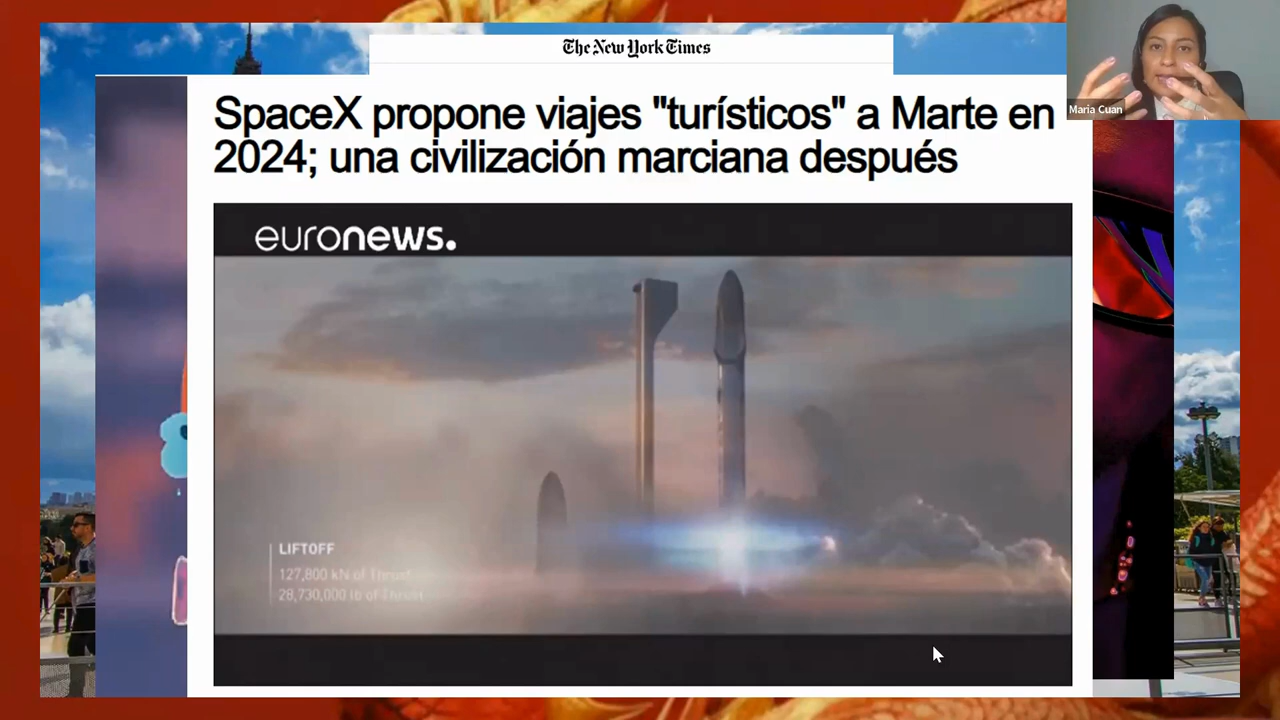 The New York Times
Maria Cuan
SpaceX propone viajes "turísticos" a Marte en
2024; una civilización marciana después
euronews.
LIFTOFF
127,800 kN of Thrust
28,730,000 lb of Thrust